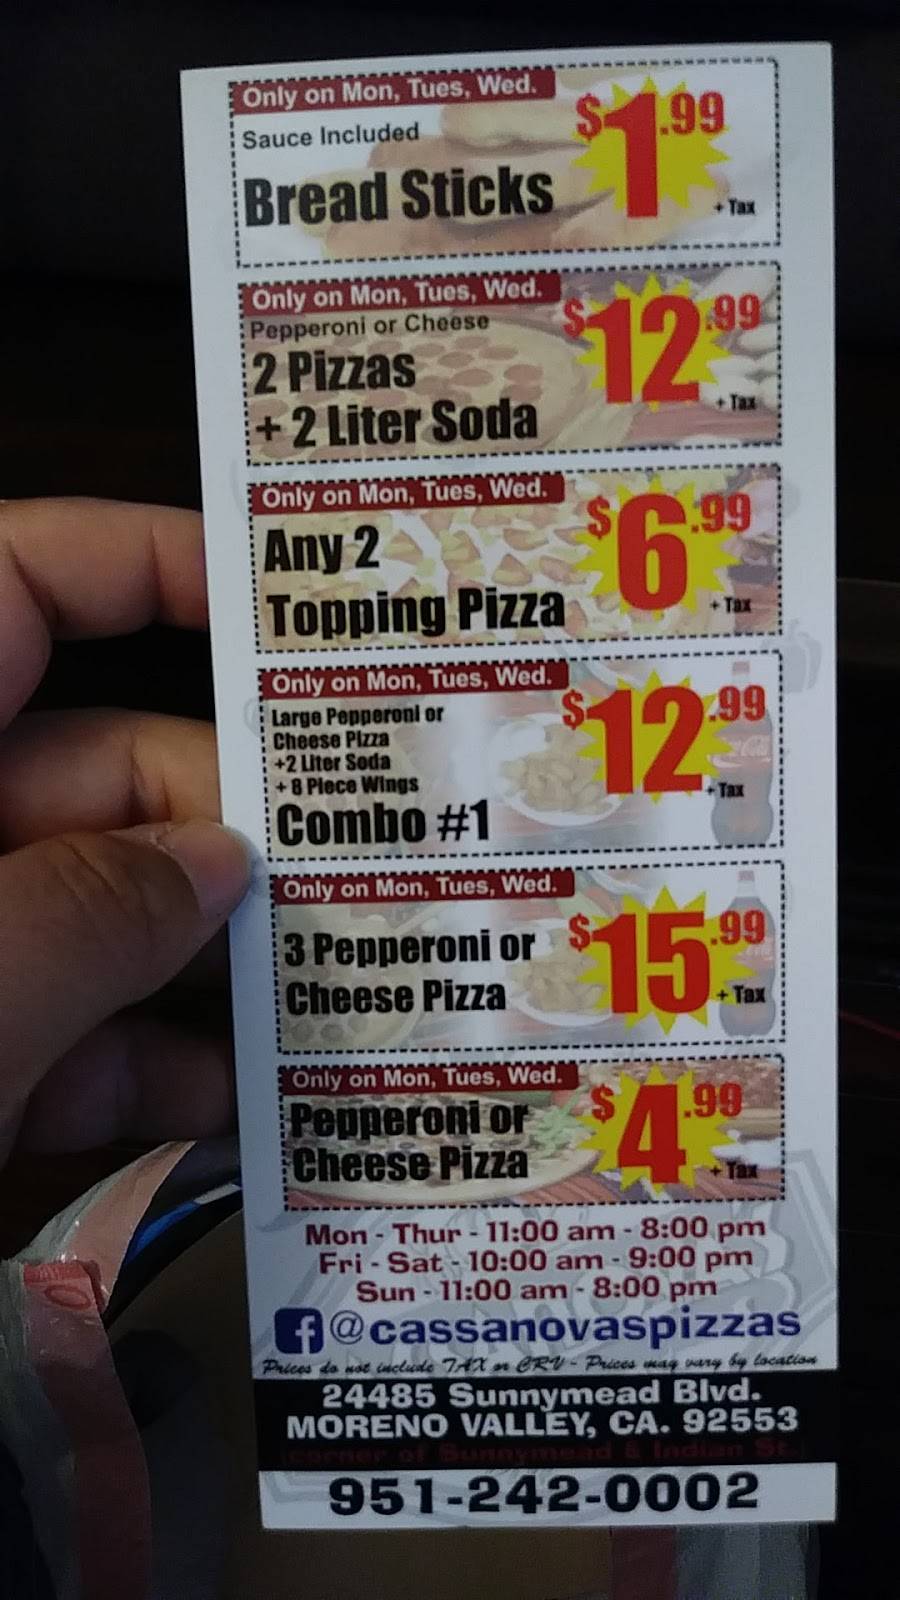 Only on Mon, Tues, Wed.
Sauce Included
Bread Sticks
$1.99
+ Tax
Only on Mon, Tues, Wed.
Pepperoni or Cheese
2 Pizzas
+ 2 Liter Soda
$12.99
+ Tax
Only on Mon, Tues, Wed.
Any 2
Topping Pizza
$6.99
+ Tax
Only on Mon, Tues, Wed.
Large Pepperoni or
Cheese Pizza
+2 Liter Soda
+ 8 Piece Wings
Combo #1
$12.99
+ Tax
Only on Mon, Tues, Wed.
3 Pepperoni or
Cheese Pizza
$15.99
+ Tax
Only on Mon, Tues, Wed.
Pepperoni or
Cheese Pizza
$4.99
+ Tax
Mon - Thur - 11:00 am - 8:00 pm
Fri - Sat - 10:00 am - 9:00 pm
Sun - 11:00 am - 8:00 pm
f @cassanovaspizzas
Prices do not include TAX or CRV - Prices may vary by location
24485 Sunnymead Blvd.
MORENO VALLEY, CA. 92553
(corner of Sunnymead & Indian St.)
951-242-0002